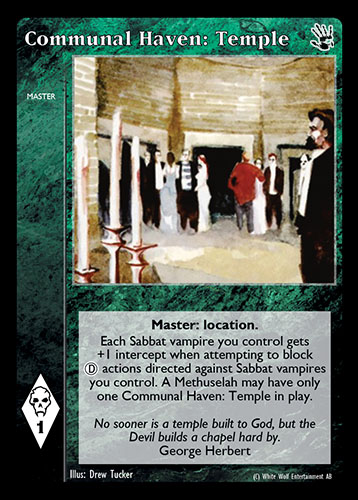 Communal Haven: Temple
MASTER
Master: location.
Each Sabbat vampire you control gets
+1 intercept when attempting to block
Ⓓ actions directed against Sabbat vampires
you control. A Methuselah may have only
one Communal Haven: Temple in play.
No sooner is a temple built to God, but the
Devil builds a chapel hard by.
George Herbert
1
Illus: Drew Tucker
(C) White Wolf Entertainment AB